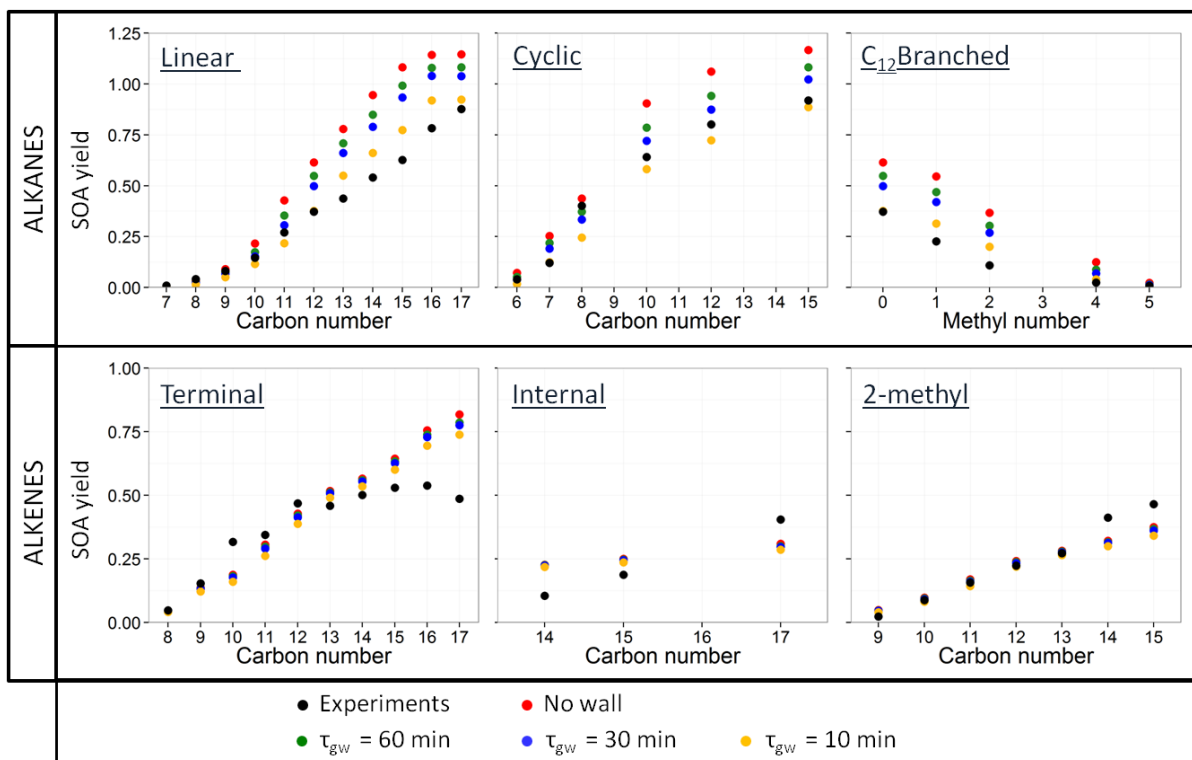 ALKANES
SOA yield
1.25
1.00
0.75
0.50
0.25
0.00
Linear
7 8 9 10 11 12 13 14 15 16 17
Carbon number
Cyclic
6 7 8 9 10 11 12 13 14 15
Carbon number
C12Branched
0 1 2 3 4 5
Methyl number
ALKENES
SOA yield
1.00
0.75
0.50
0.25
0.00
Terminal
8 9 10 11 12 13 14 15 16 17
Carbon number
Internal
14 15 16 17
Carbon number
2-methyl
9 10 11 12 13 14 15
Carbon number
Experiments No wall
τgw = 60 min τgw = 30 min τgw = 10 min